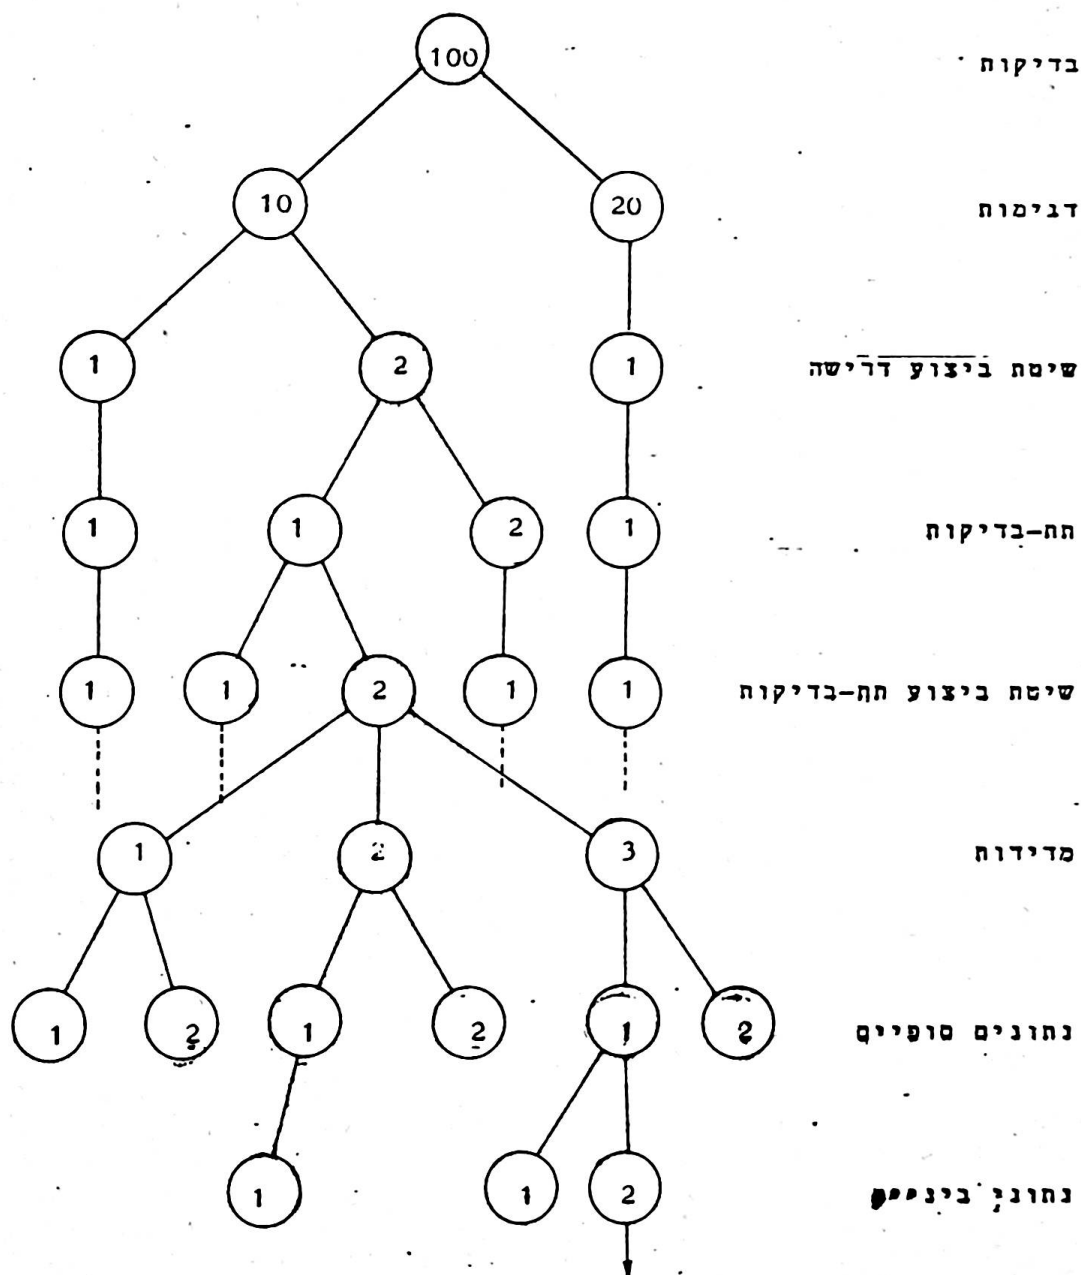 100 בדיקות
10 20 דגימות
1 2 1 שיטת ביצוע דרישה
1 1 2 1 תת-בדיקות
1 1 2 1 1 שיטת ביצוע תת-בדיקות
1 2 3 מדידות
1 2 1 2 1 2 נתונים סופיים
1 1 2 נתוני